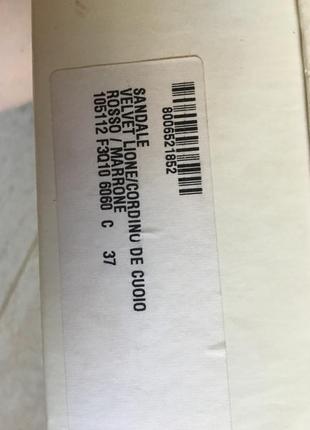 8006521852
SANDALE
VELVET LIONE/CORDINO DE CUOIO
ROSSO / MARRONE
105112 F3Q10 6060 C 37